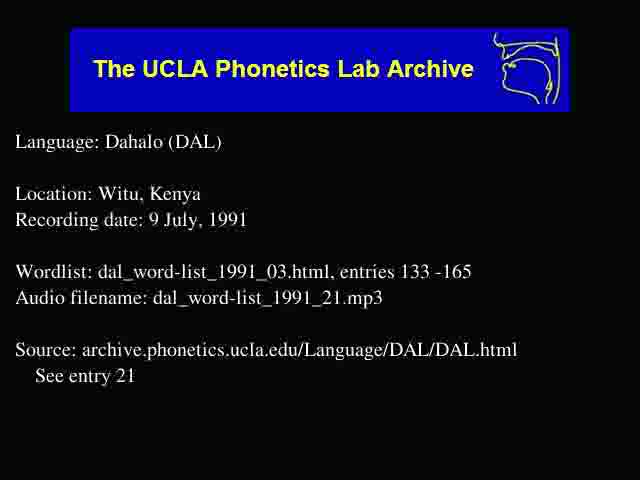 The UCLA Phonetics Lab Archive
Language: Dahalo (DAL)
Location: Witu, Kenya
Recording date: 9 July, 1991
Wordlist: dal_word-list_1991_03.html, entries 133 -165
Audio filename: dal_word-list_1991_21.mp3
Source: archive.phonetics.ucla.edu/Language/DAL/DAL.html
See entry 21